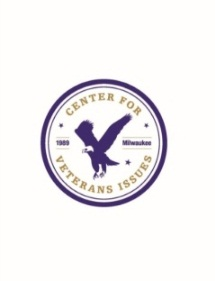 CENTER FOR
1989
Milwaukee
VETERANS ISSUES